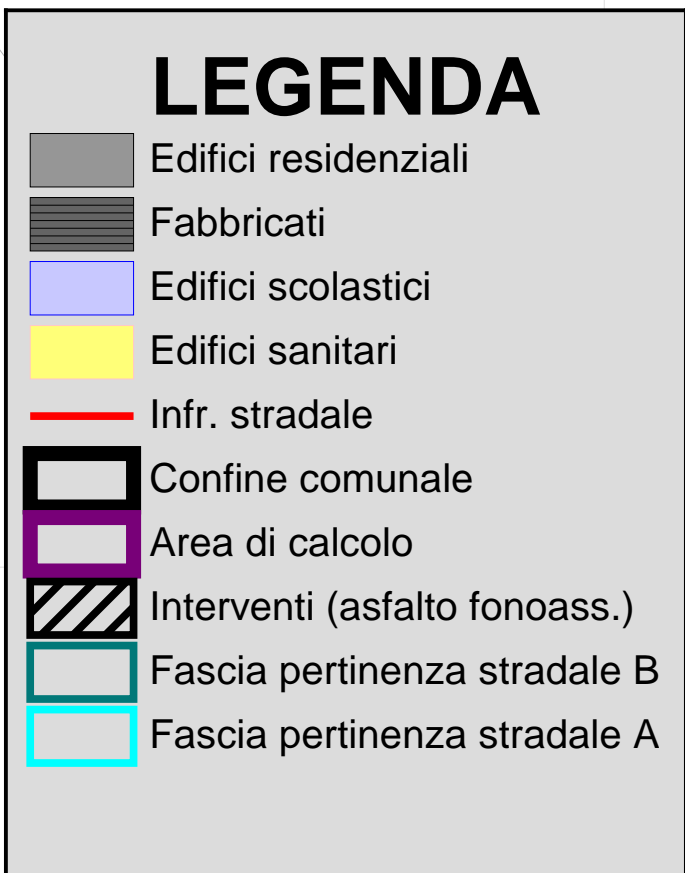 LEGENDA
Edifici residenziali
Fabbricati
Edifici scolastici
Edifici sanitari
Infr. stradale
Confine comunale
Area di calcolo
Interventi (asfalto fonoass.)
Fascia pertinenza stradale B
Fascia pertinenza stradale A